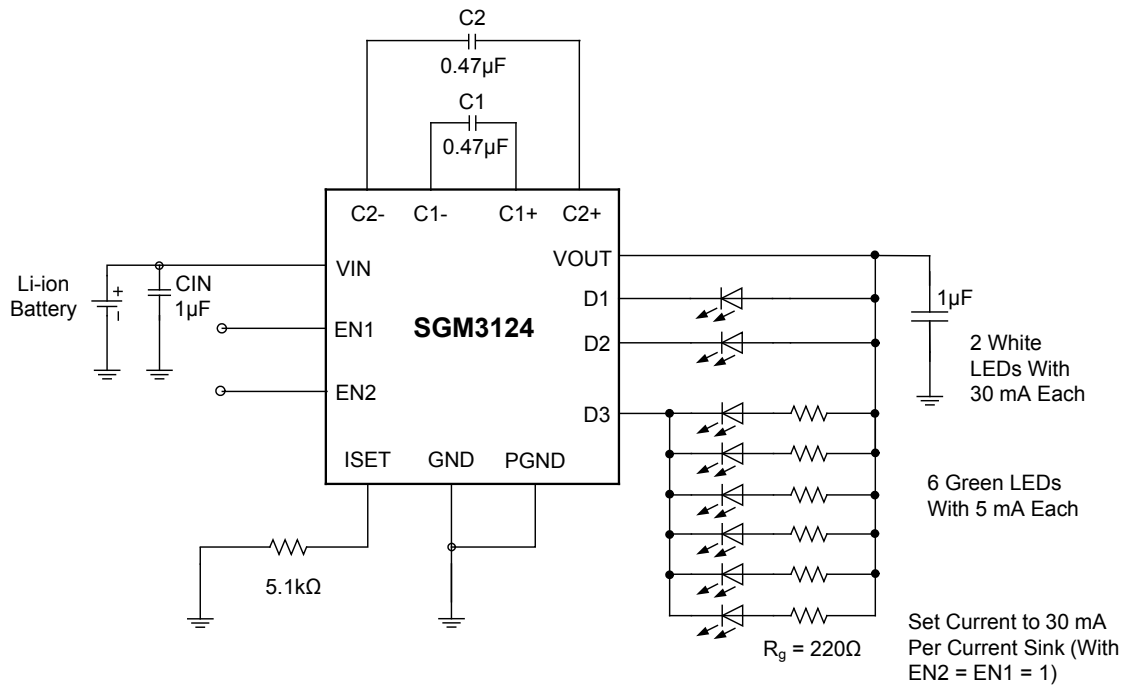 C2
0.47µF
C1
0.47µF
C2- C1- C1+ C2+
VIN
VOUT
Li-ion
Battery
+
CIN
1µF
D1
1µF
EN1
SGM3124
D2
2 White
LEDs With
30 mA Each
EN2
D3
ISET GND PGND
6 Green LEDs
With 5 mA Each
5.1kΩ
Rg = 220Ω
Set Current to 30 mA
Per Current Sink (With
EN2 = EN1 = 1)